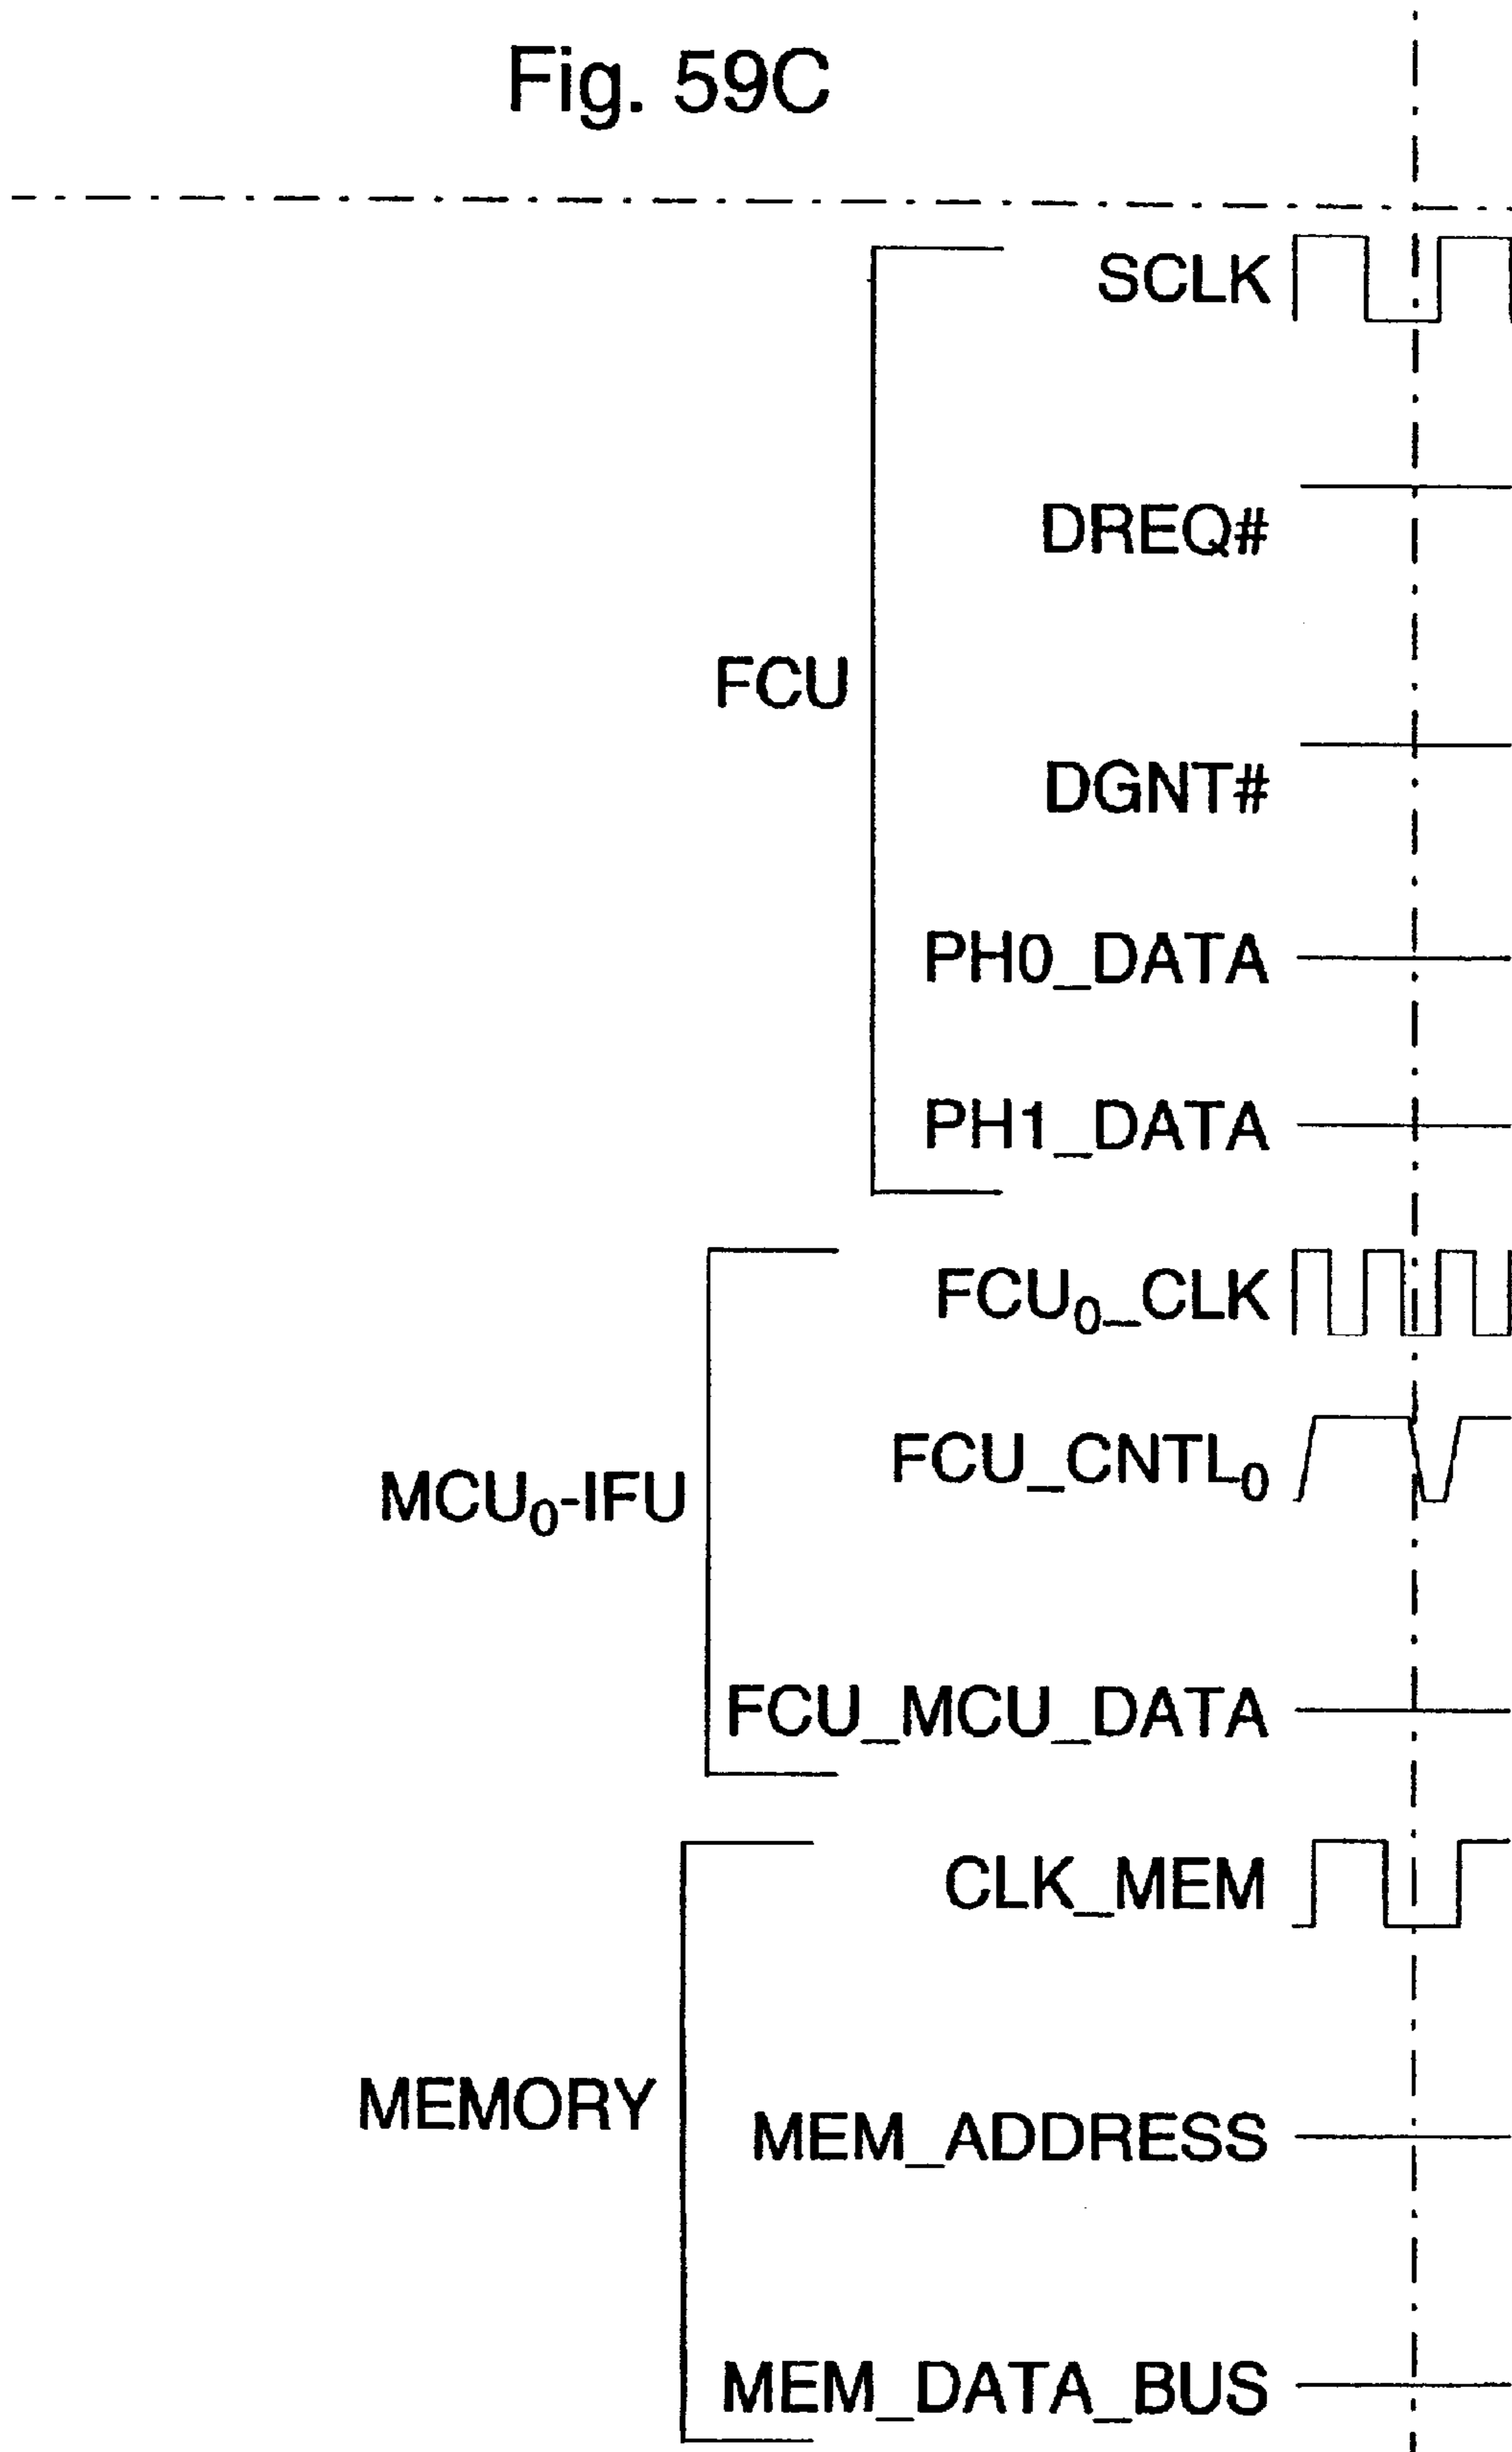 Fig. 59C
SCLK
DREQ#
FCU
DGNT#
PH0_DATA
PH1_DATA
FCU₀_CLK
FCU_CNTL₀
MCU₀-IFU
FCU_MCU_DATA
CLK_MEM
MEMORY
MEM_ADDRESS
MEM_DATA_BUS